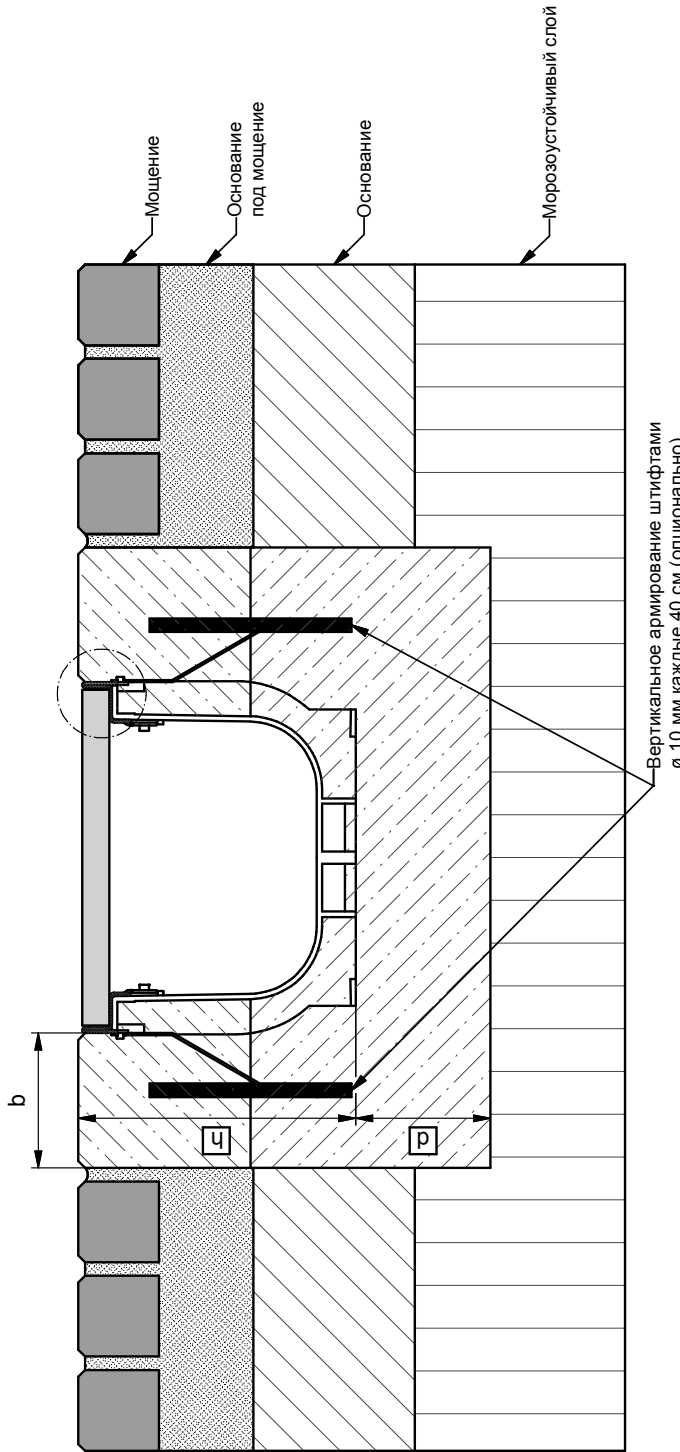 Мощение
Основание
под мощение
Основание
Морозоустойчивый слой
b
h
d
Вертикальное армирование штифтами
ø 10 мм каждые 40 см (опционально)